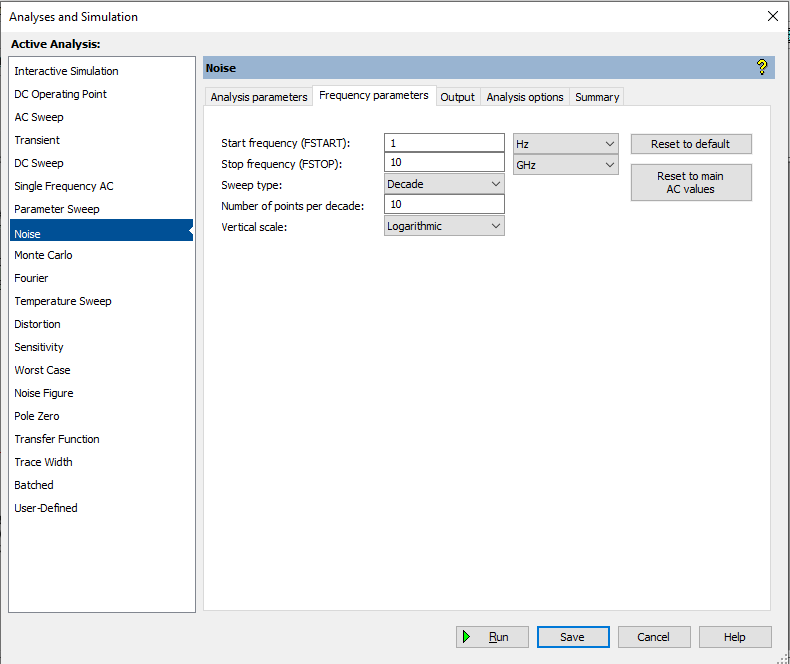 Analyses and Simulation
Active Analysis:
Interactive Simulation
DC Operating Point
AC Sweep
Transient
DC Sweep
Single Frequency AC
Parameter Sweep
Noise
Monte Carlo
Fourier
Temperature Sweep
Distortion
Sensitivity
Worst Case
Noise Figure
Pole Zero
Transfer Function
Trace Width
Batched
User-Defined
Noise
?
Analysis parameters Frequency parameters Output Analysis options Summary
Start frequency (FSTART): 1 Hz Reset to default
Stop frequency (FSTOP): 10 GHz
Reset to main
AC values
Sweep type: Decade
Number of points per decade: 10
Vertical scale: Logarithmic
Run Save Cancel Help